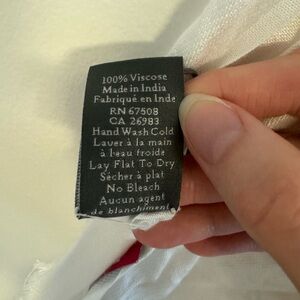 100% Viscose
Made in India
Fabriqué en Inde
RN 67508
CA 26983
Hand Wash Cold
Laver à la main
à l'eau froide
Lay Flat To Dry
Sécher à plat
No Bleach
Aucun agent
de blanchiment